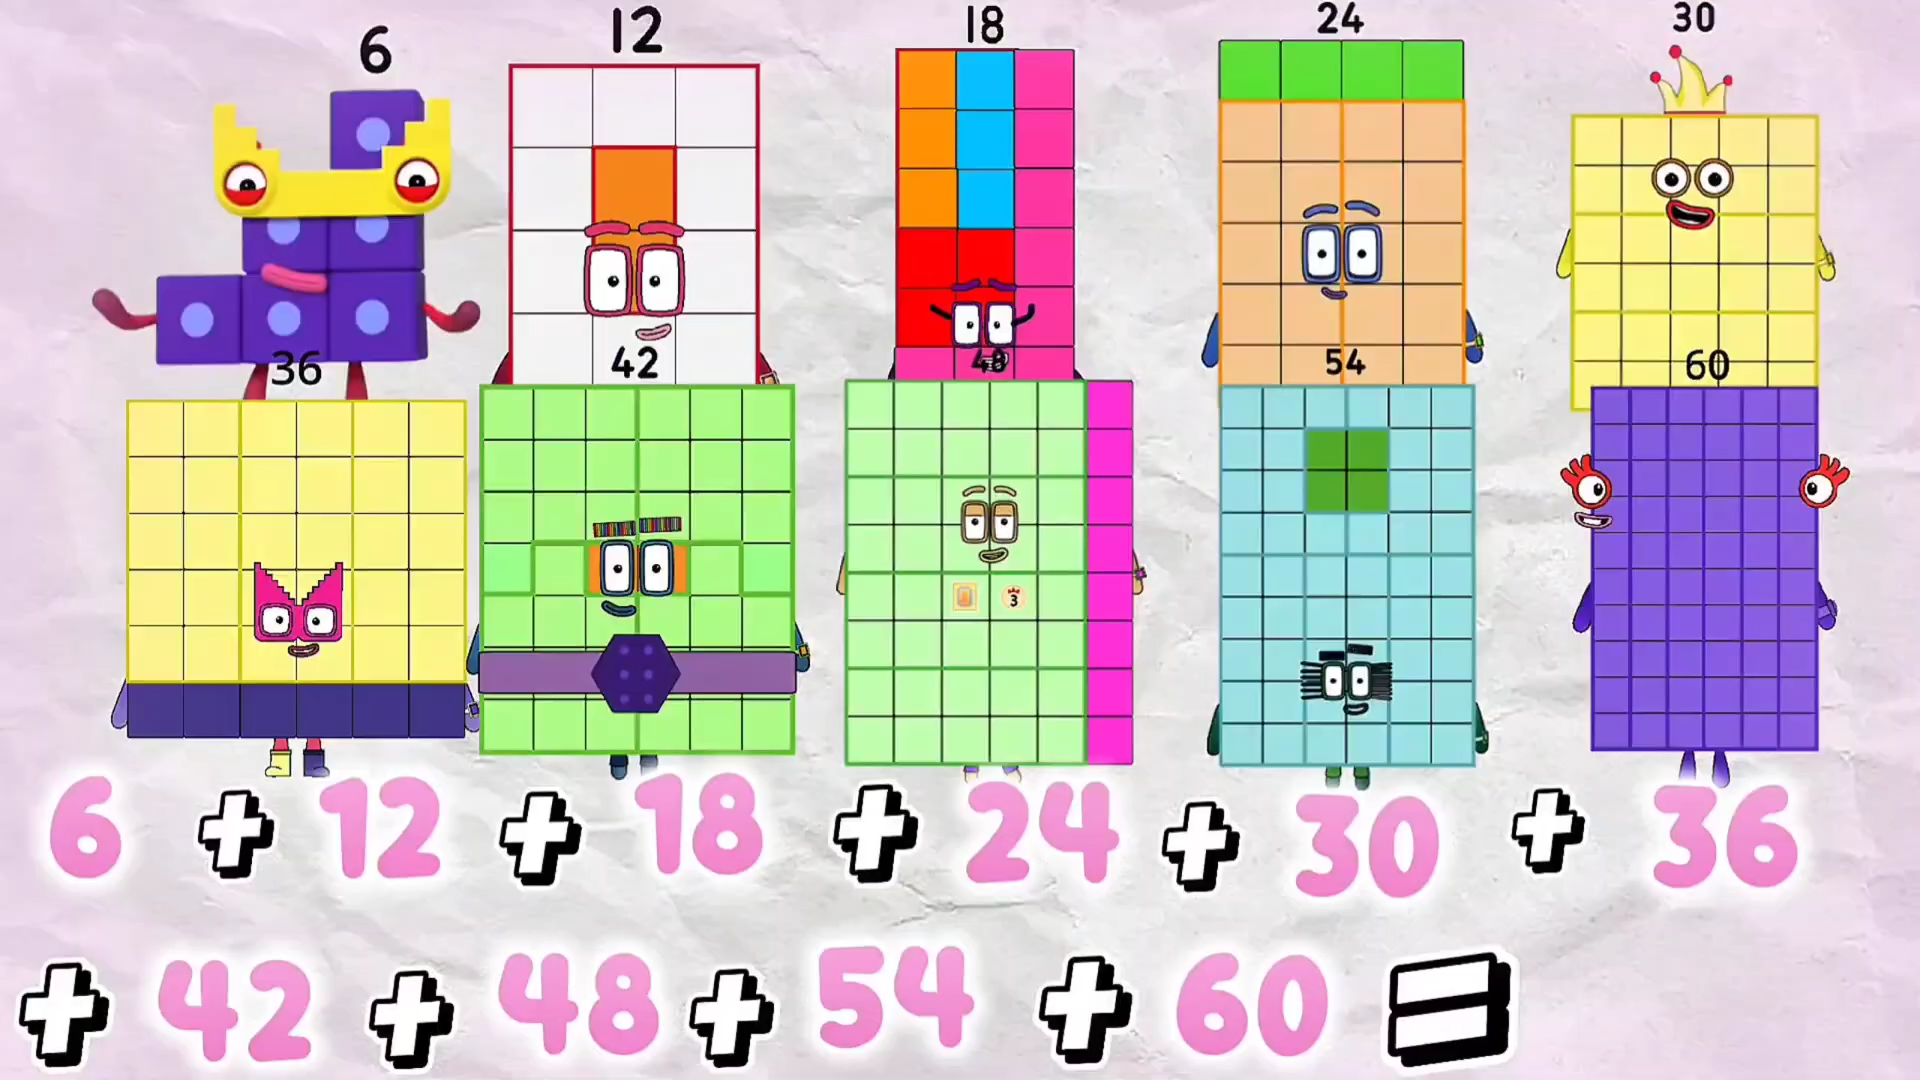 6 12 18 24 30
36 42 48 54 60
3
6 + 12 + 18 + 24 + 30 + 36
+ 42 + 48 + 54 + 60 =